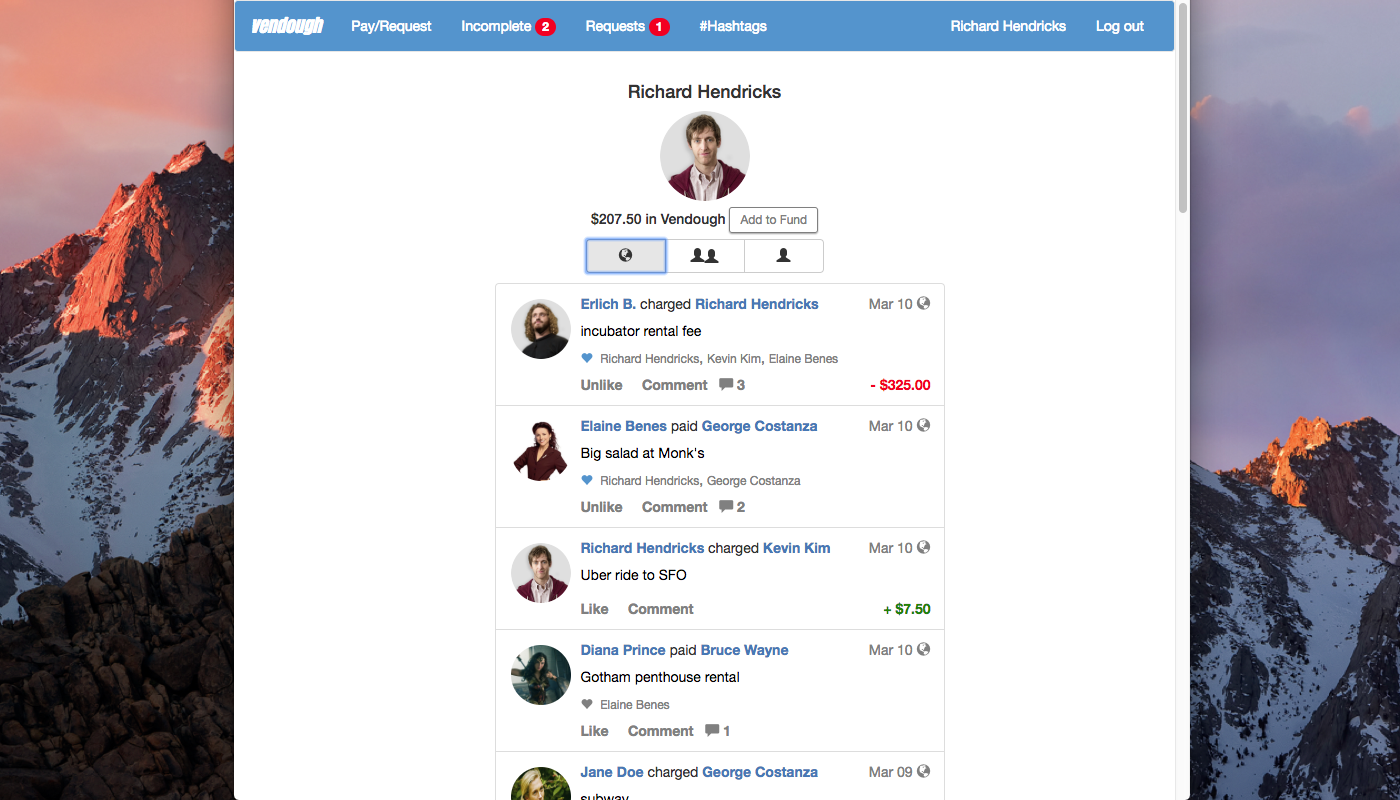 vendough Pay/Request Incomplete 2 Requests 1 #Hashtags Richard Hendricks Log out
Richard Hendricks
$207.50 in Vendough Add to Fund
Erlich B. charged Richard Hendricks Mar 10
incubator rental fee
Richard Hendricks, Kevin Kim, Elaine Benes
Unlike Comment 3 - $325.00
Elaine Benes paid George Costanza Mar 10
Big salad at Monk's
Richard Hendricks, George Costanza
Unlike Comment 2
Richard Hendricks charged Kevin Kim Mar 10
Uber ride to SFO
Like Comment + $7.50
Diana Prince paid Bruce Wayne Mar 10
Gotham penthouse rental
Elaine Benes
Like Comment 1
Jane Doe charged George Costanza Mar 09
subway